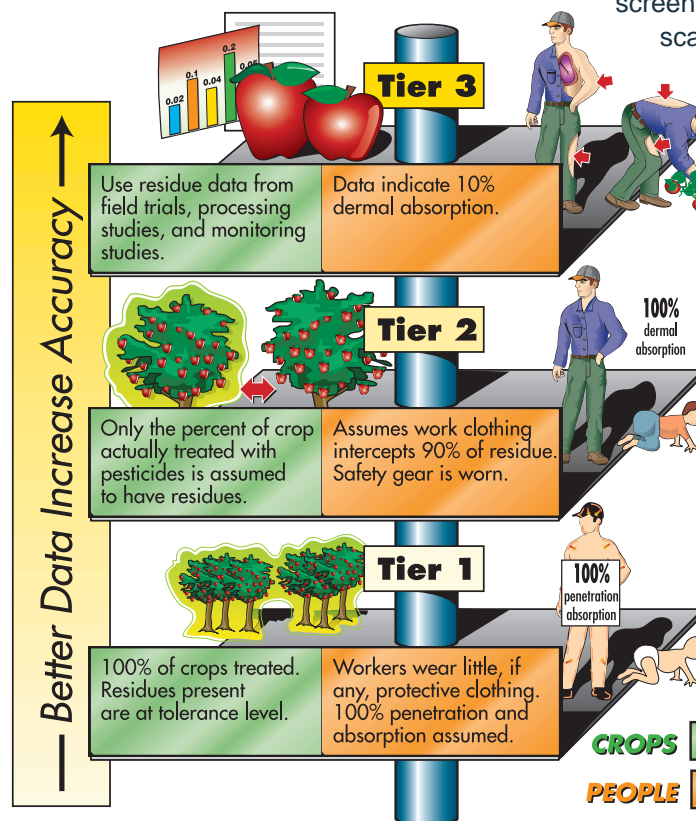 screen
sca
0.02
0.1
0.04
0.2
0.05
Tier 3
Use residue data from
field trials, processing
studies, and monitoring
studies.
Data indicate 10%
dermal absorption.
Better Data Increase Accuracy
Tier 2
100%
dermal
absorption
Only the percent of crop
actually treated with
pesticides is assumed
to have residues.
Assumes work clothing
intercepts 90% of residue.
Safety gear is worn.
Tier 1
100%
penetration
absorption
100% of crops treated.
Residues present
are at tolerance level.
Workers wear little, if
any, protective clothing.
100% penetration and
absorption assumed.
CROPS
PEOPLE